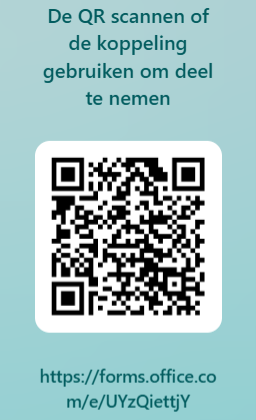 De QR scannen of
de koppeling
gebruiken om deel
te nemen
https://forms.office.co
m/e/UYzQiettjY